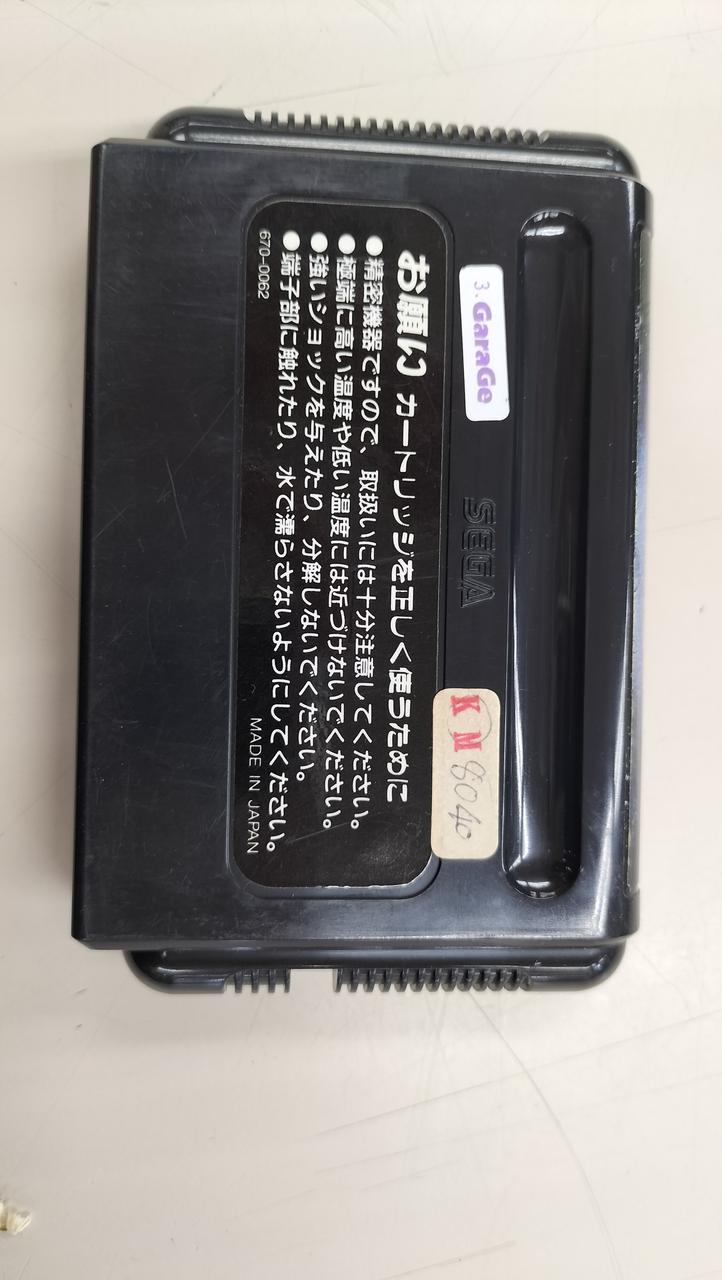 3. GaraGe
SEGA
K M 8040
お願い カートリッジを正しく使うために
●精密機器ですので、取扱いには十分注意してください。
●極端に高い温度や低い温度には近づけないでください。
●強いショックを与えたり、分解しないでください。
●端子部に触れたり、水で濡らさないようにしてください。
670-0062
MADE IN JAPAN